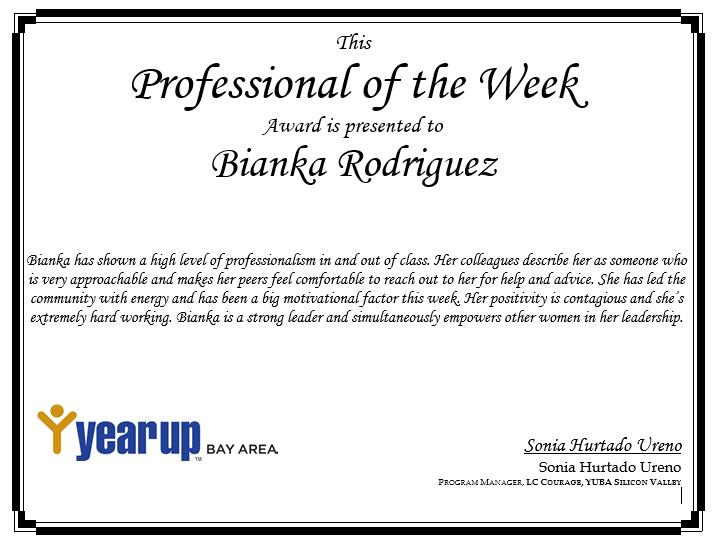 This
Professional of the Week
Award is presented to
Bianka Rodriguez
Bianka has shown a high level of professionalism in and out of class. Her colleagues describe her as someone who
is very approachable and makes her peers feel comfortable to reach out to her for help and advice. She has led the
community with energy and has been a big motivational factor this week. Her positivity is contagious and she's
extremely hard working. Bianka is a strong leader and simultaneously empowers other women in her leadership.
year up BAY AREA.
TM
Sonia Hurtado Ureno
Sonia Hurtado Ureno
Program Manager, LC Courage, YUBA Silicon Valley